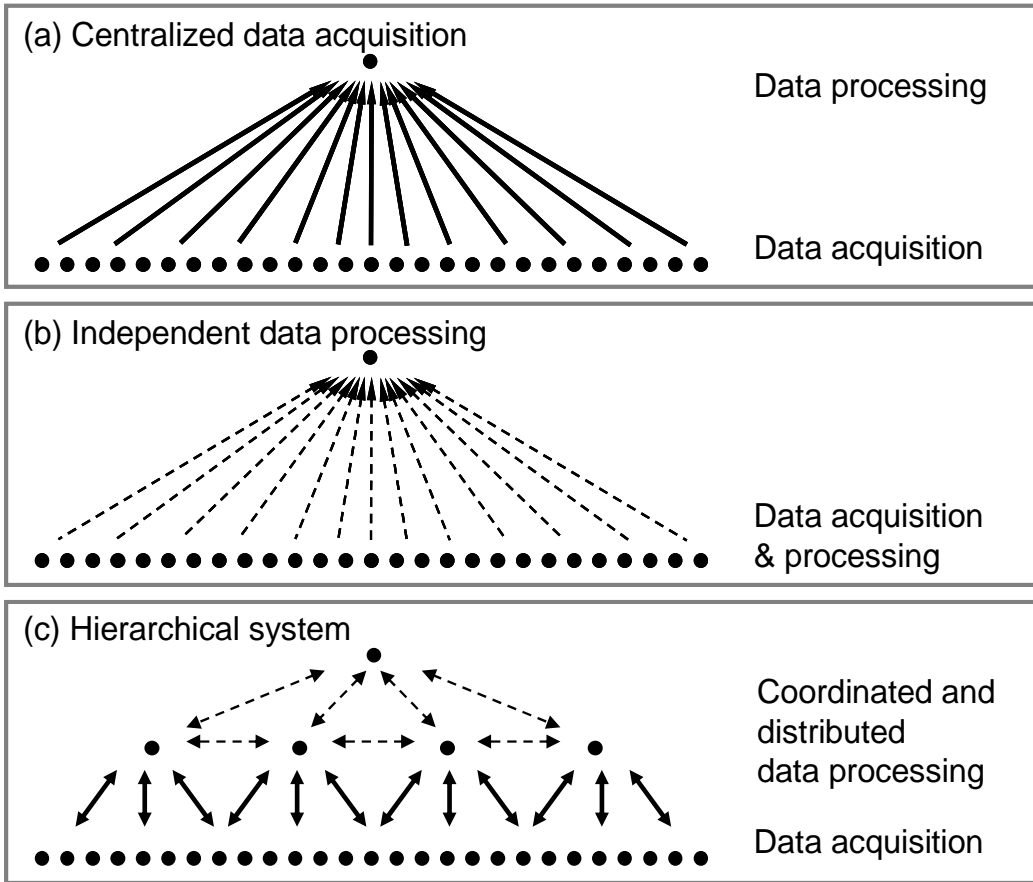 (a) Centralized data acquisition
Data processing
Data acquisition
(b) Independent data processing
Data acquisition
& processing
(c) Hierarchical system
Coordinated and
distributed
data processing
Data acquisition